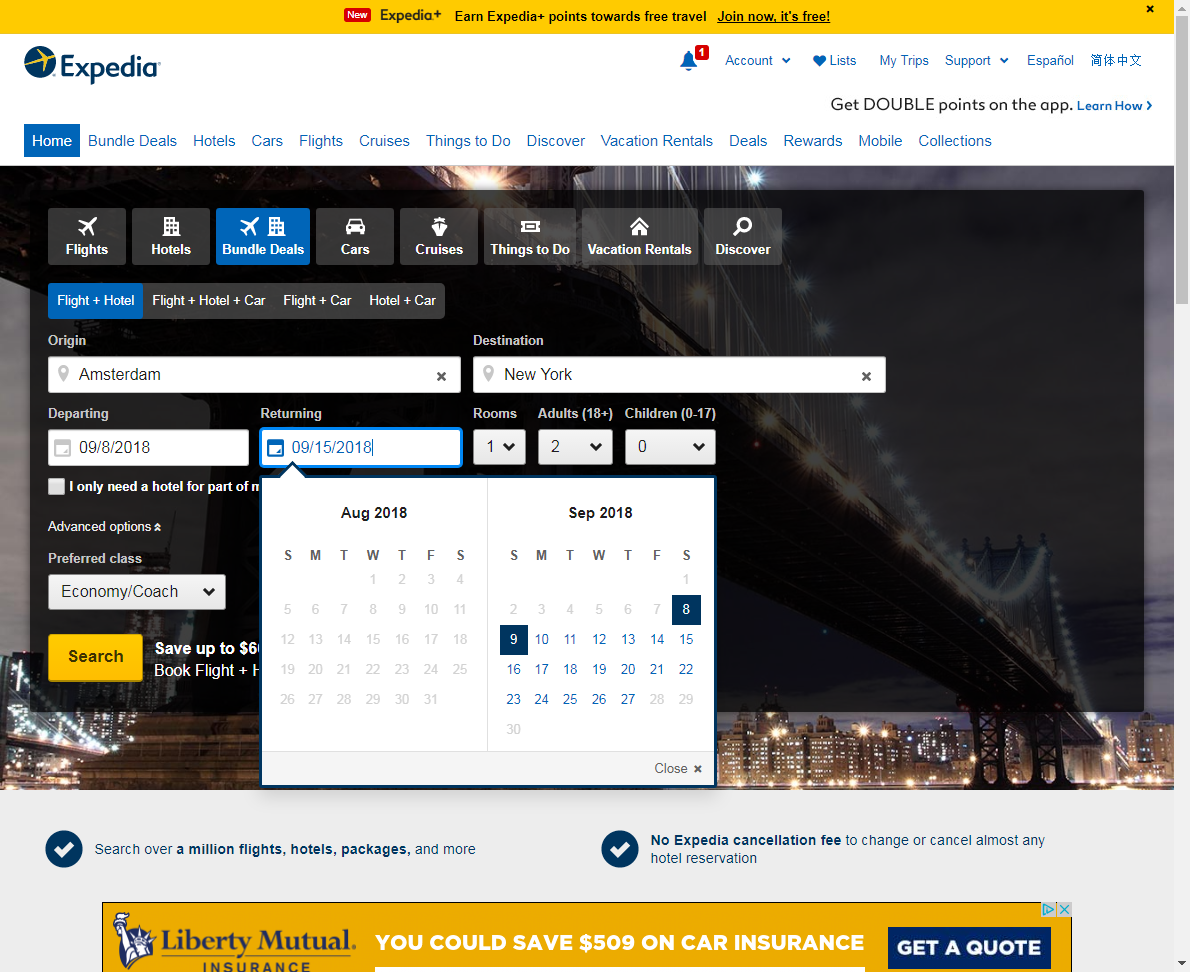 New Expedia+ Earn Expedia+ points towards free travel Join now, it's free!
Expedia
1 Account Lists My Trips Support Español 简体中文
Get DOUBLE points on the app. Learn How
Home Bundle Deals Hotels Cars Flights Cruises Things to Do Discover Vacation Rentals Deals Rewards Mobile Collections
Flights Hotels Bundle Deals Cars Cruises Things to Do Vacation Rentals Discover
Flight + Hotel Flight + Hotel + Car Flight + Car Hotel + Car
Origin Destination
Amsterdam New York
Departing Returning Rooms Adults (18+) Children (0-17)
09/8/2018 09/15/2018 1 2 0
I only need a hotel for part of
Advanced options
Preferred class
Economy/Coach
Search
Save up to
Book Flight +
Aug 2018
S M T W T F S
1 2 3 4
5 6 7 8 9 10 11
12 13 14 15 16 17 18
19 20 21 22 23 24 25
26 27 28 29 30 31
Sep 2018
S M T W T F S
1
2 3 4 5 6 7 8
9 10 11 12 13 14 15
16 17 18 19 20 21 22
23 24 25 26 27 28 29
30
Close
Search over a million flights, hotels, packages, and more
No Expedia cancellation fee to change or cancel almost any
hotel reservation
Liberty Mutual.
INSURANCE
YOU COULD SAVE $509 ON CAR INSURANCE
GET A QUOTE